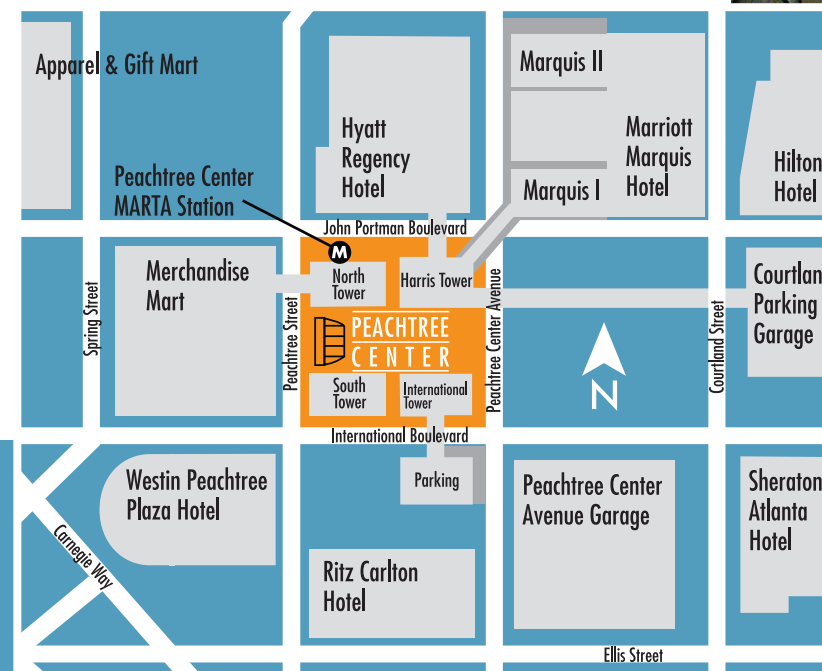 Apparel & Gift Mart
Marquis II
Hyatt
Regency
Hotel
Marriott
Marquis
Hotel
Hilton
Hotel
Peachtree Center
MARTA Station
Marquis I
John Portman Boulevard
M
Merchandise
Mart
North
Tower
Harris Tower
Courtlan
Parking
Garage
Spring Street
Peachtree Street
PEACHTREE
CENTER
Peachtree Center Avenue
Courtland Street
N
South
Tower
International
Tower
International Boulevard
Westin Peachtree
Plaza Hotel
Parking
Peachtree Center
Avenue Garage
Sheraton
Atlanta
Hotel
Carnegie Way
Ritz Carlton
Hotel
Ellis Street